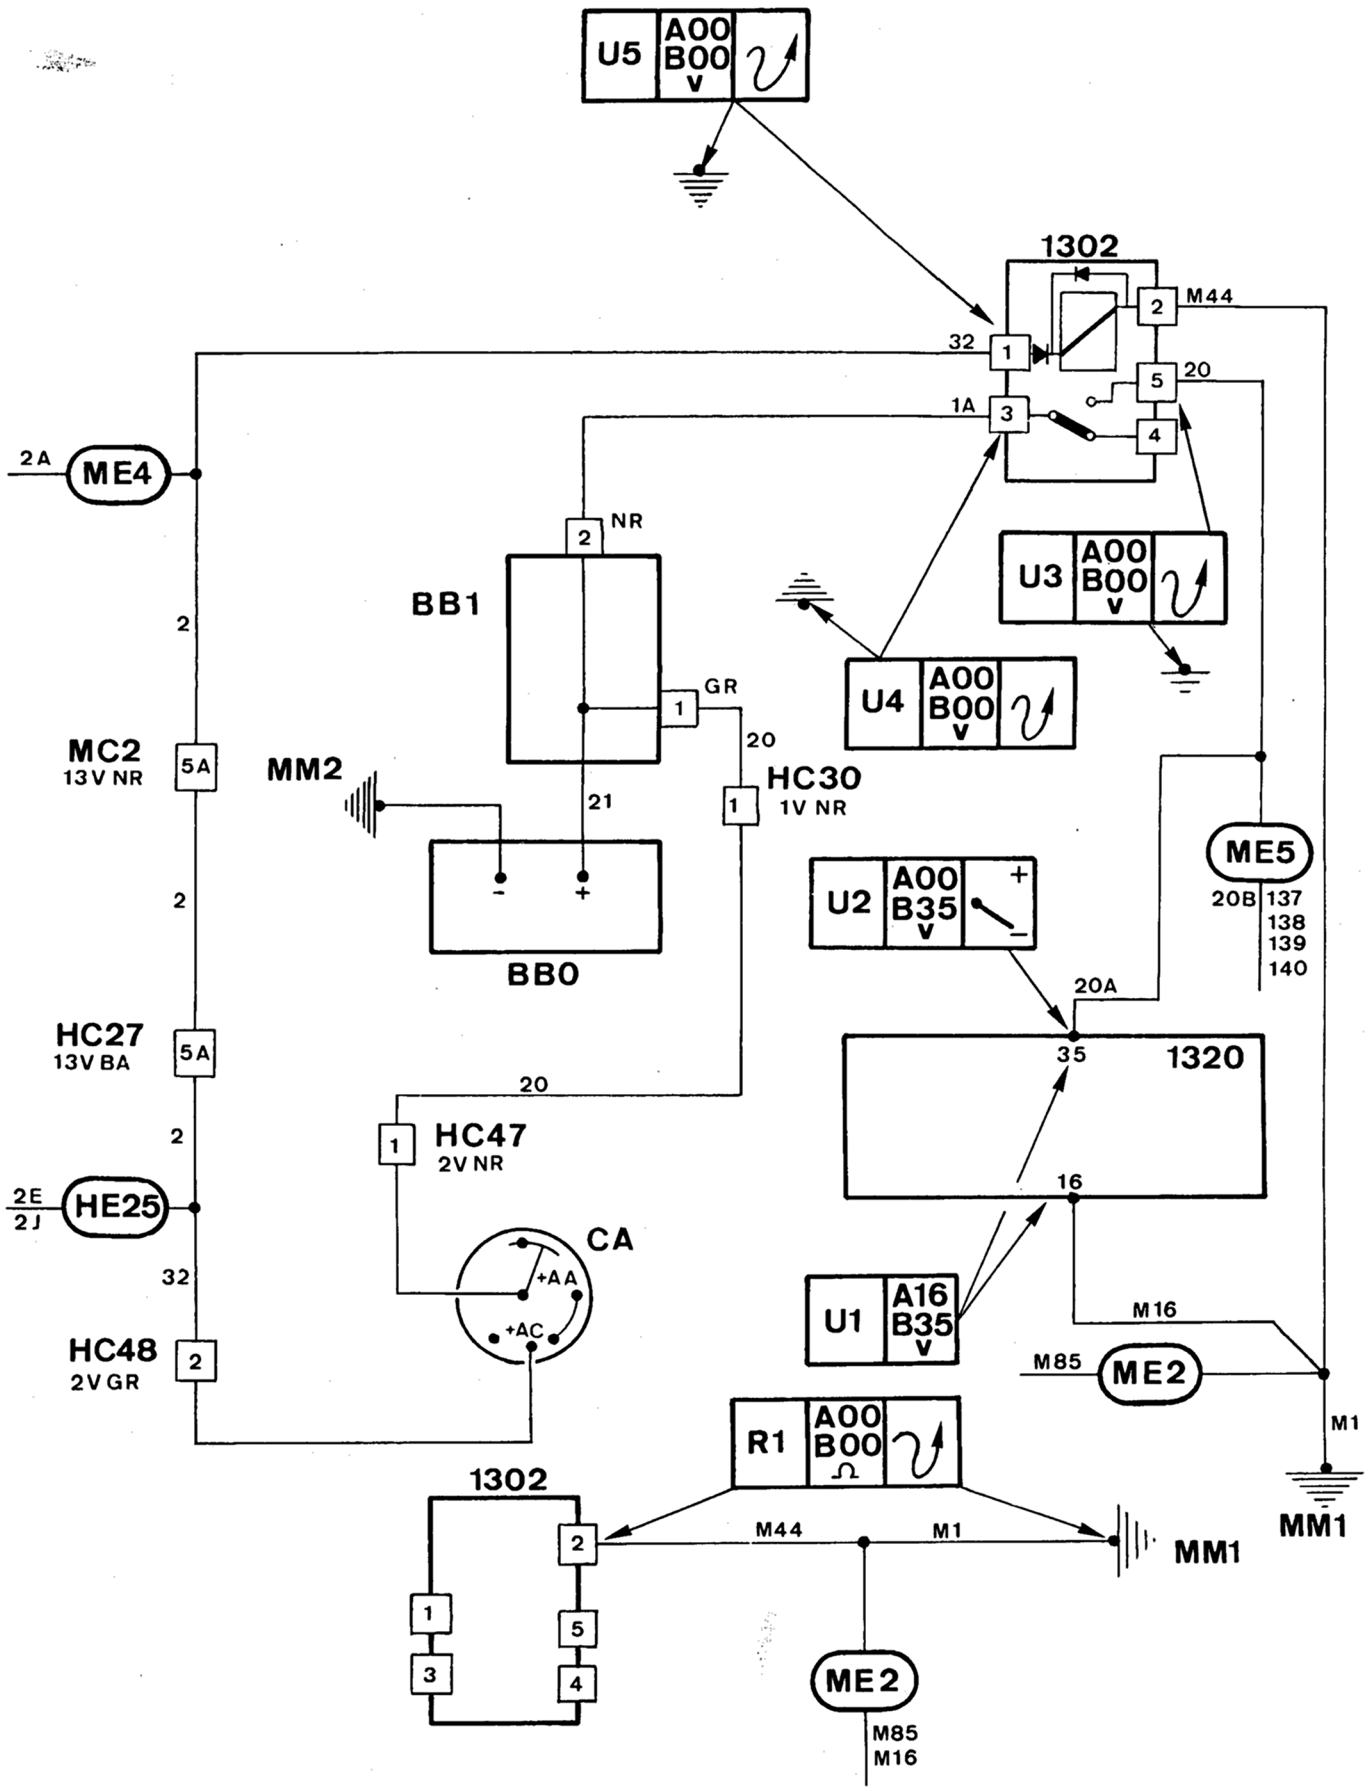 U5
A00
B00
V
1302
2
M44
32
1
5
20
1A
3
4
2A
ME4
NR
2
BB1
U3
A00
B00
V
2
U4
A00
B00
V
GR
1
20
MC2
13V NR
5A
MM2
21
HC30
1V NR
1
-
+
BB0
ME5
20B
137
138
139
140
U2
A00
B35
V
+
-
2
20A
35
1320
HC27
13V BA
5A
20
2
1
HC47
2V NR
16
2E
2J
HE25
CA
+AA
+AC
32
U1
A16
B35
V
M16
HC48
2V GR
2
M85
ME2
M1
R1
A00
B00
Ω
MM1
1302
2
M44
M1
MM1
1
5
3
4
ME2
M85
M16